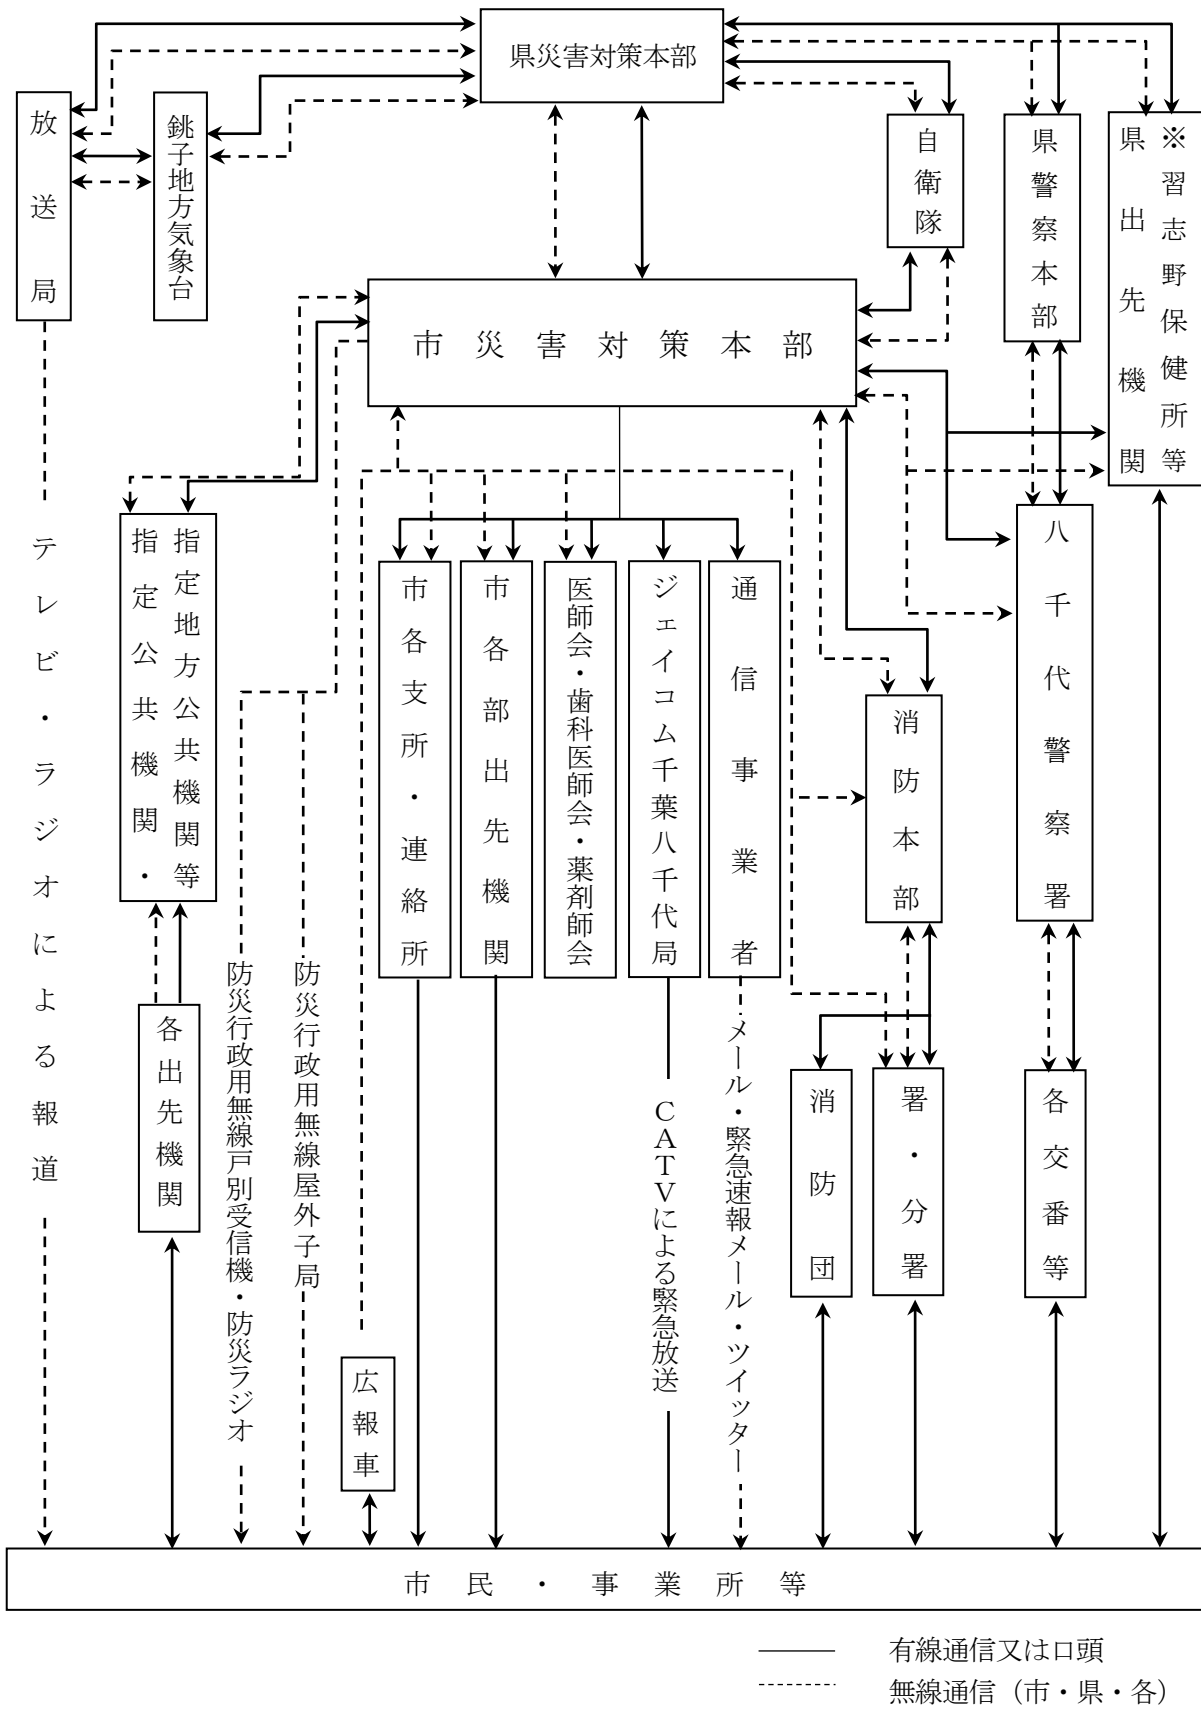 県災害対策本部
放送局
銚子地方気象台
自衛隊
県警察本部
※習志野保健所等
県出先機関
市災害対策本部
指定地方公共機関等
指定公共機関・
市各支所・連絡所
市各部出先機関
医師会・歯科医師会・薬剤師会
ジェイコム千葉八千代局
通信事業者
消防本部
八千代警察署
テレビ・ラジオによる報道
各出先機関
防災行政用無線戸別受信機・防災ラジオ
防災行政用無線屋外子局
広報車
CATVによる緊急放送
メール・緊急速報メール・ツイッター
消防団
署・分署
各交番等
市民・事業所等
有線通信又は口頭
無線通信（市・県・各）